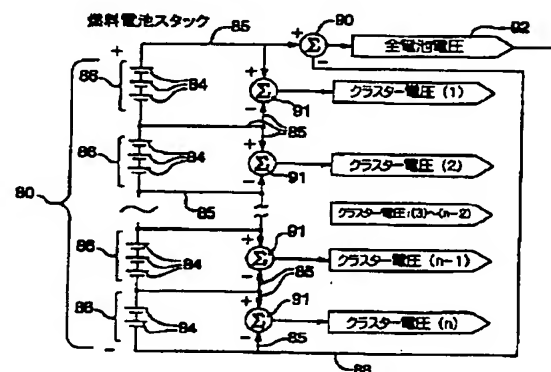 燃料電池スタック
85
90
92
+
+
Σ
全電池電圧
-
86
84
+
Σ
クラスター電圧 (1)
-
91
85
86
84
+
Σ
クラスター電圧 (2)
-
91
80
85
クラスター電圧:(3)~(n-2)
86
84
+
91
Σ
クラスター電圧 (n-1)
-
85
86
84
+
91
Σ
クラスター電圧 (n)
-
85
-
88